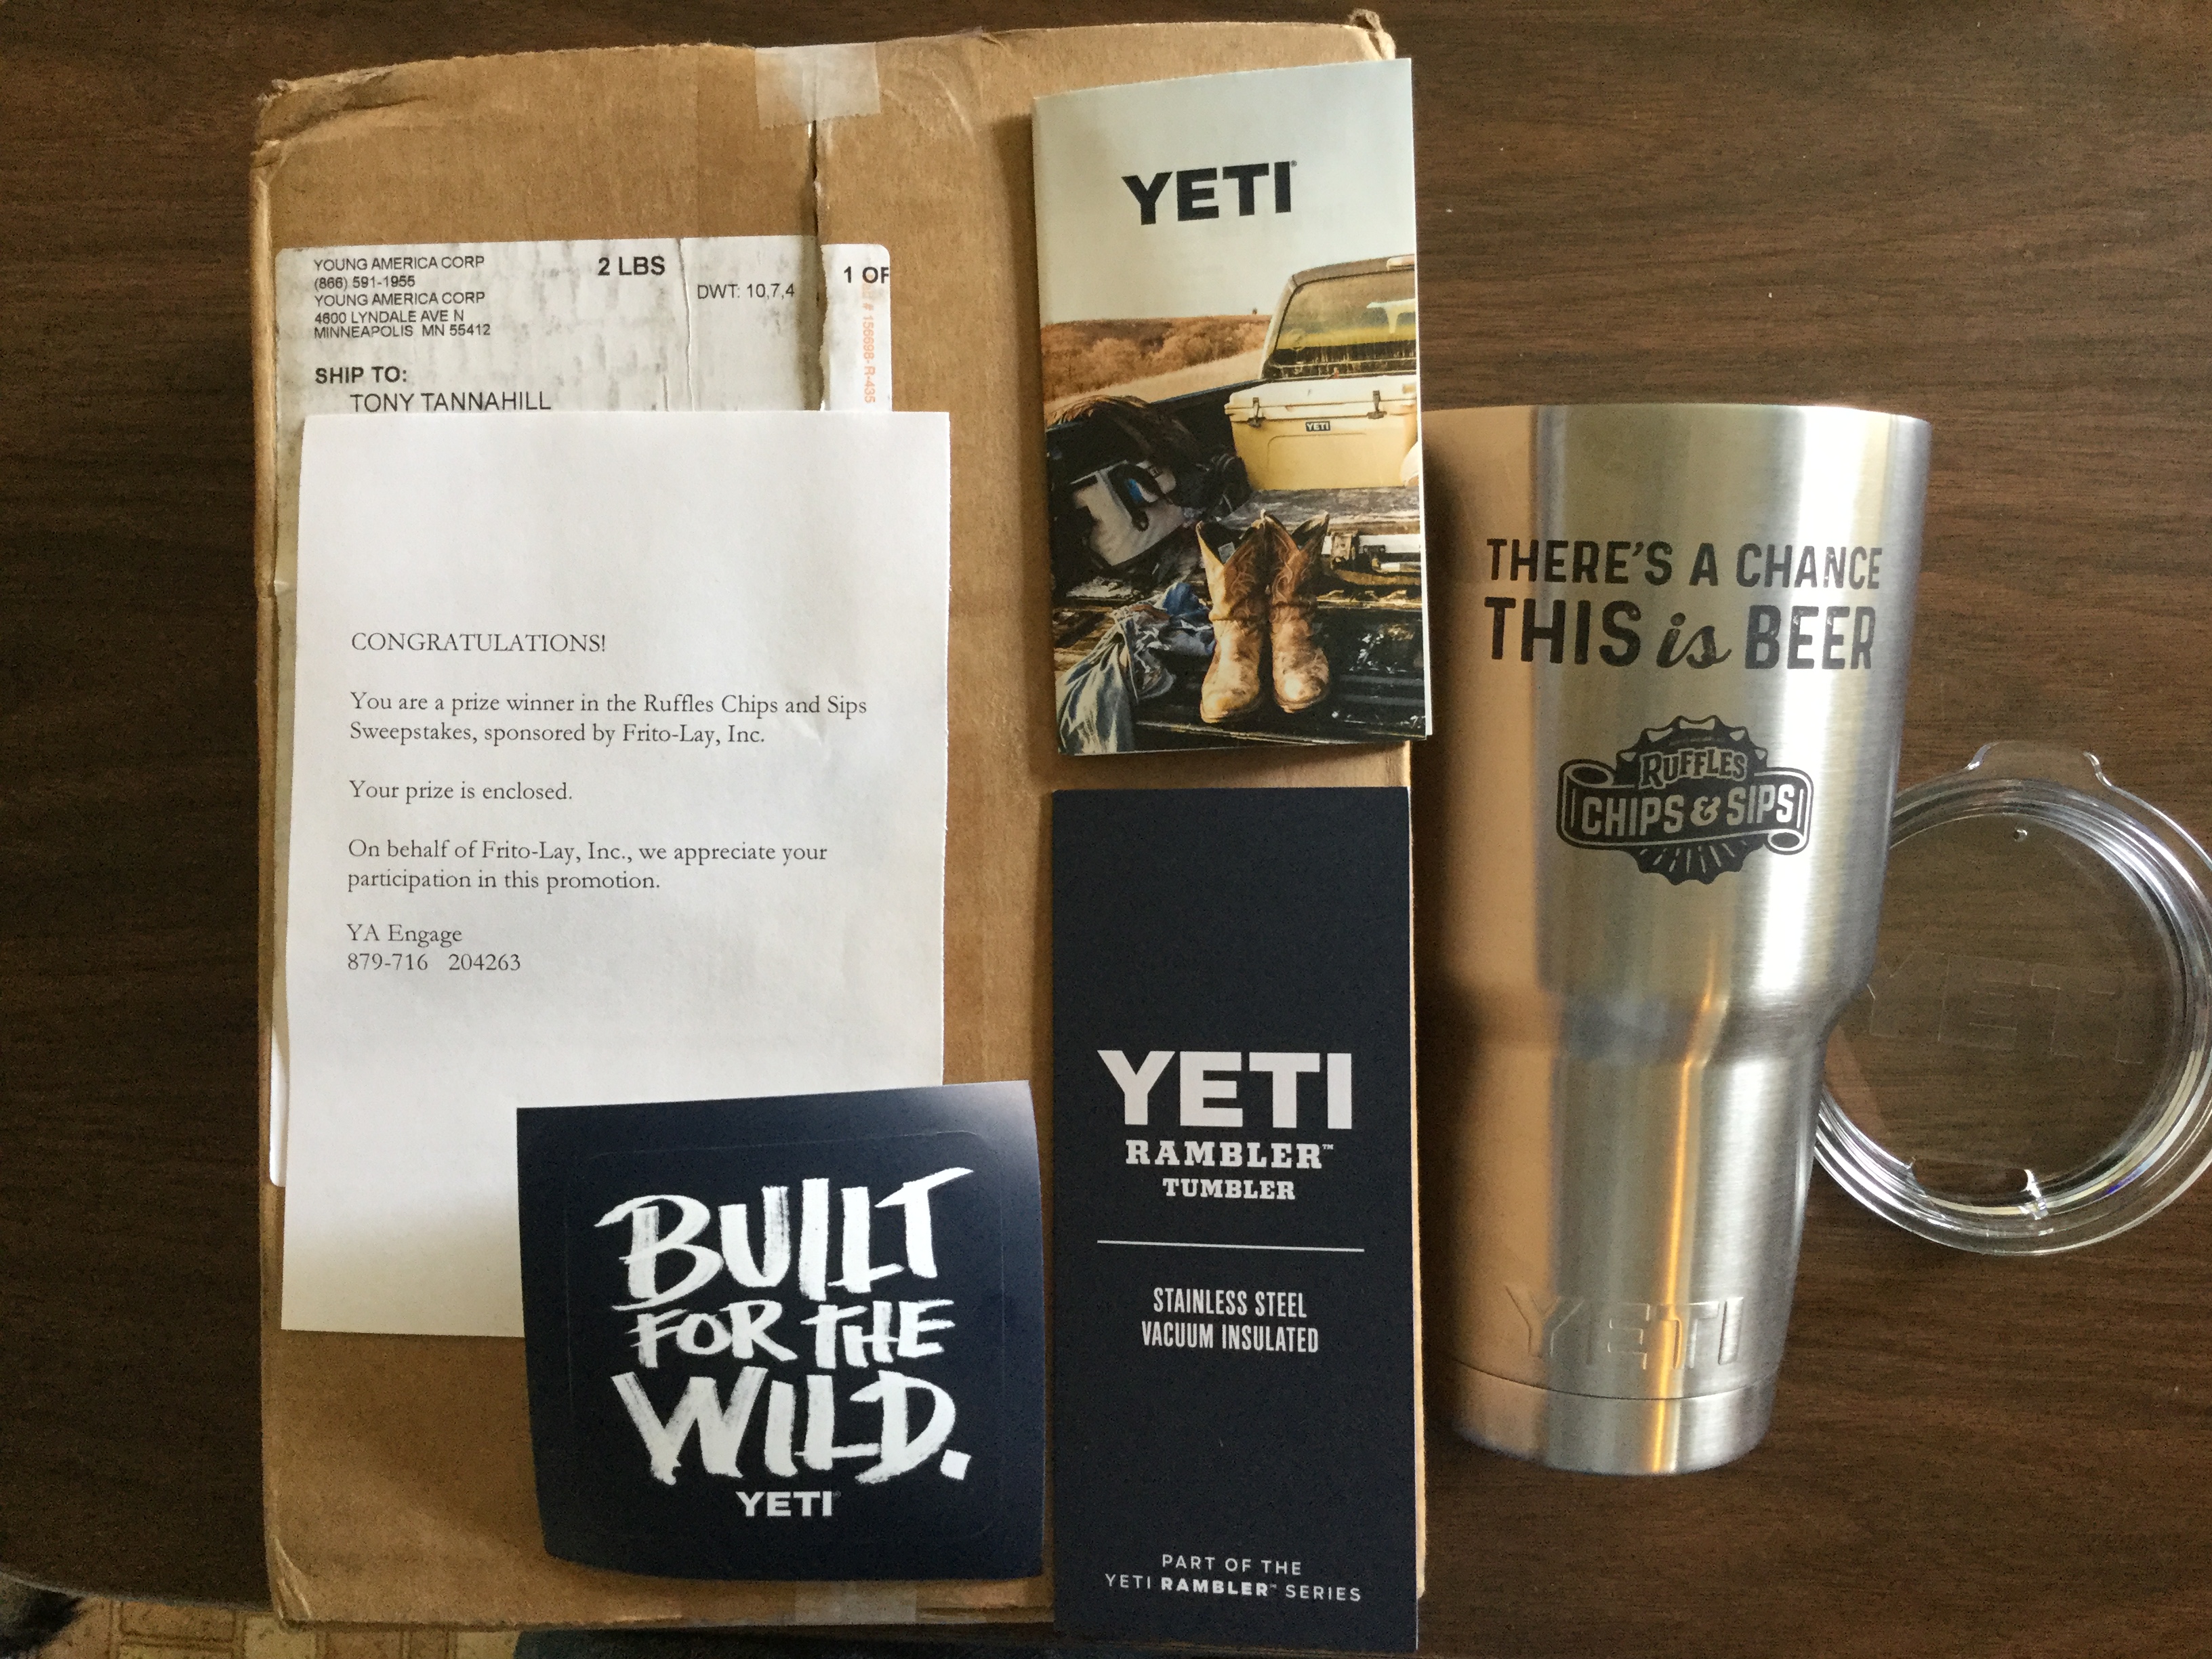 YOUNG AMERICA CORP
(866) 591-1955
YOUNG AMERICA CORP
4600 LYNDALE AVE N
MINNEAPOLIS MN 55412
2 LBS
DWT: 10,7,4
1 OF
# 156698- R-435
SHIP TO:
TONY TANNAHILL
CONGRATULATIONS!
You are a prize winner in the Ruffles Chips and Sips
Sweepstakes, sponsored by Frito-Lay, Inc.
Your prize is enclosed.
On behalf of Frito-Lay, Inc., we appreciate your
participation in this promotion.
YA Engage
879-716 204263
BUILT
FOR THE
WILD.
YETI
YETI®
YETI
YETI
RAMBLER™
TUMBLER
STAINLESS STEEL
VACUUM INSULATED
PART OF THE
YETI RAMBLER™ SERIES
THERE'S A CHANCE
THIS is BEER
RUFFLES
CHIPS & SIPS
YETI
YETI